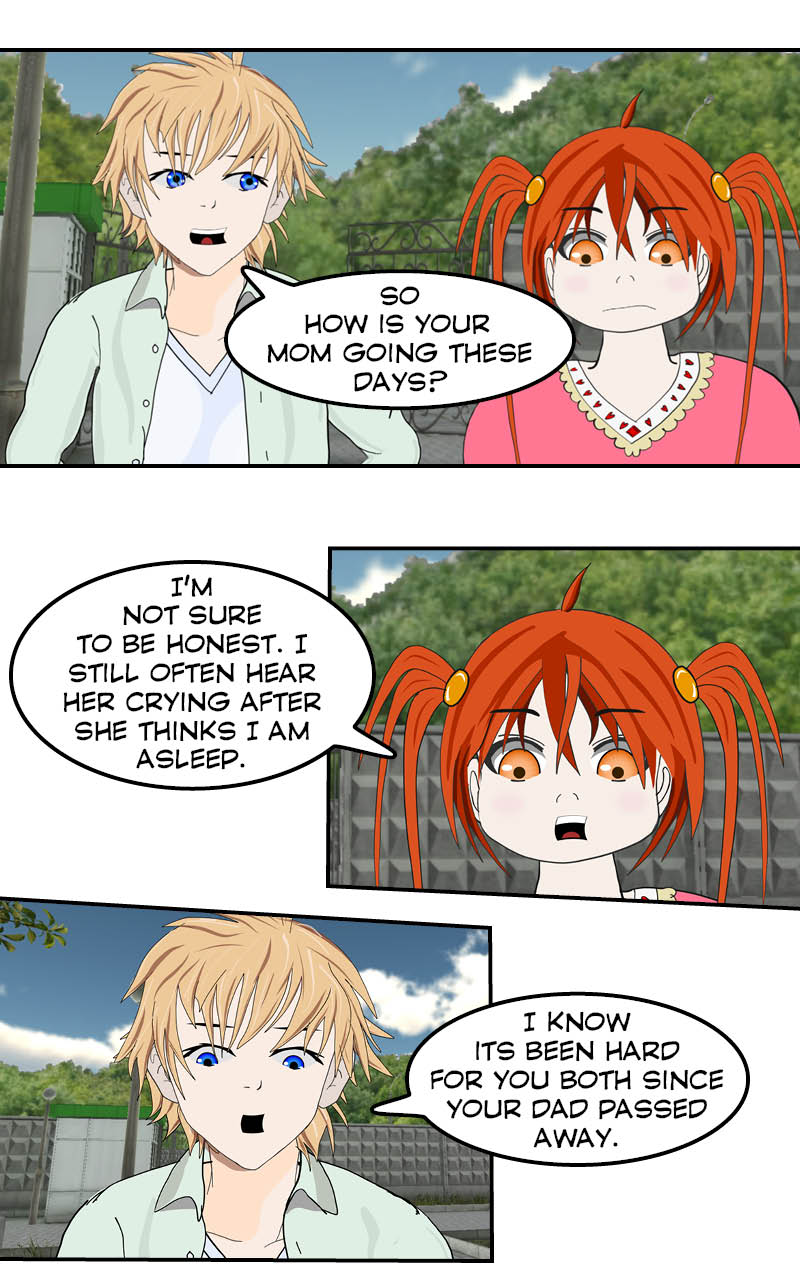 SO
HOW IS YOUR
MOM GOING THESE
DAYS?
I'M
NOT SURE
TO BE HONEST. I
STILL OFTEN HEAR
HER CRYING AFTER
SHE THINKS I AM
ASLEEP.
I KNOW
ITS BEEN HARD
FOR YOU BOTH SINCE
YOUR DAD PASSED
AWAY.